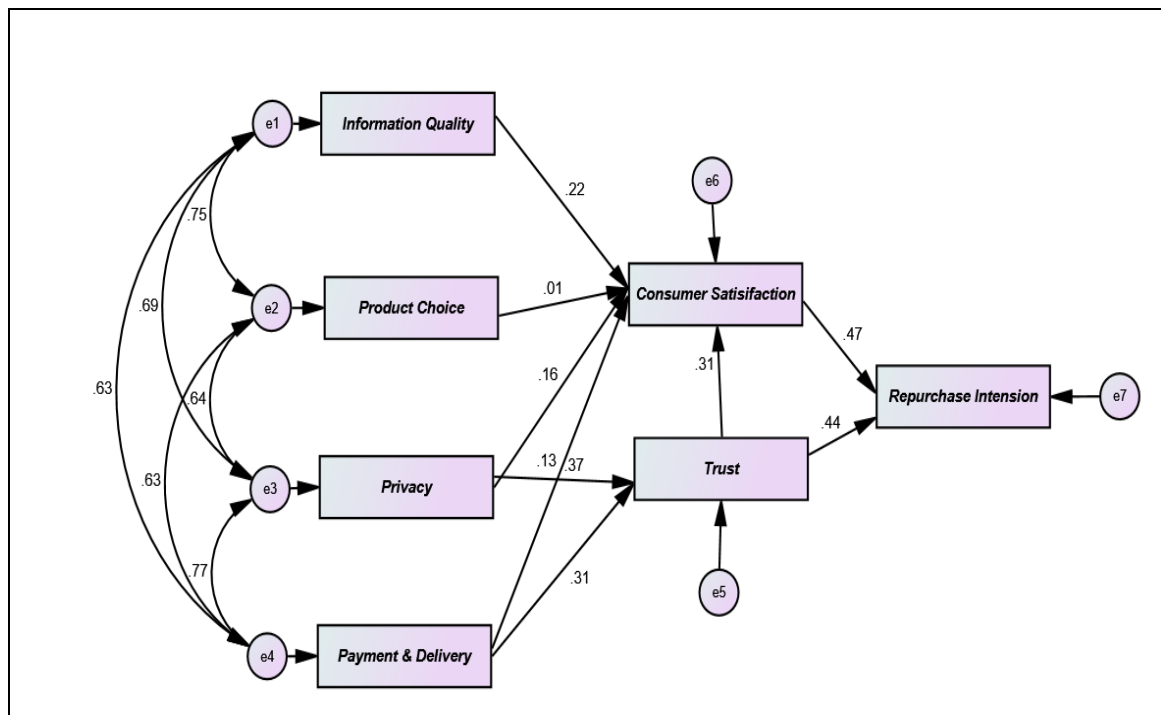 e1
Information Quality
e6
.22
.75
e2
Product Choice
.01
Consumer Satisifaction
.69
.47
.63
.64
.16
.31
Repurchase Intension
e7
.44
.63
e3
Privacy
.13
.37
Trust
.77
.31
e5
e4
Payment & Delivery